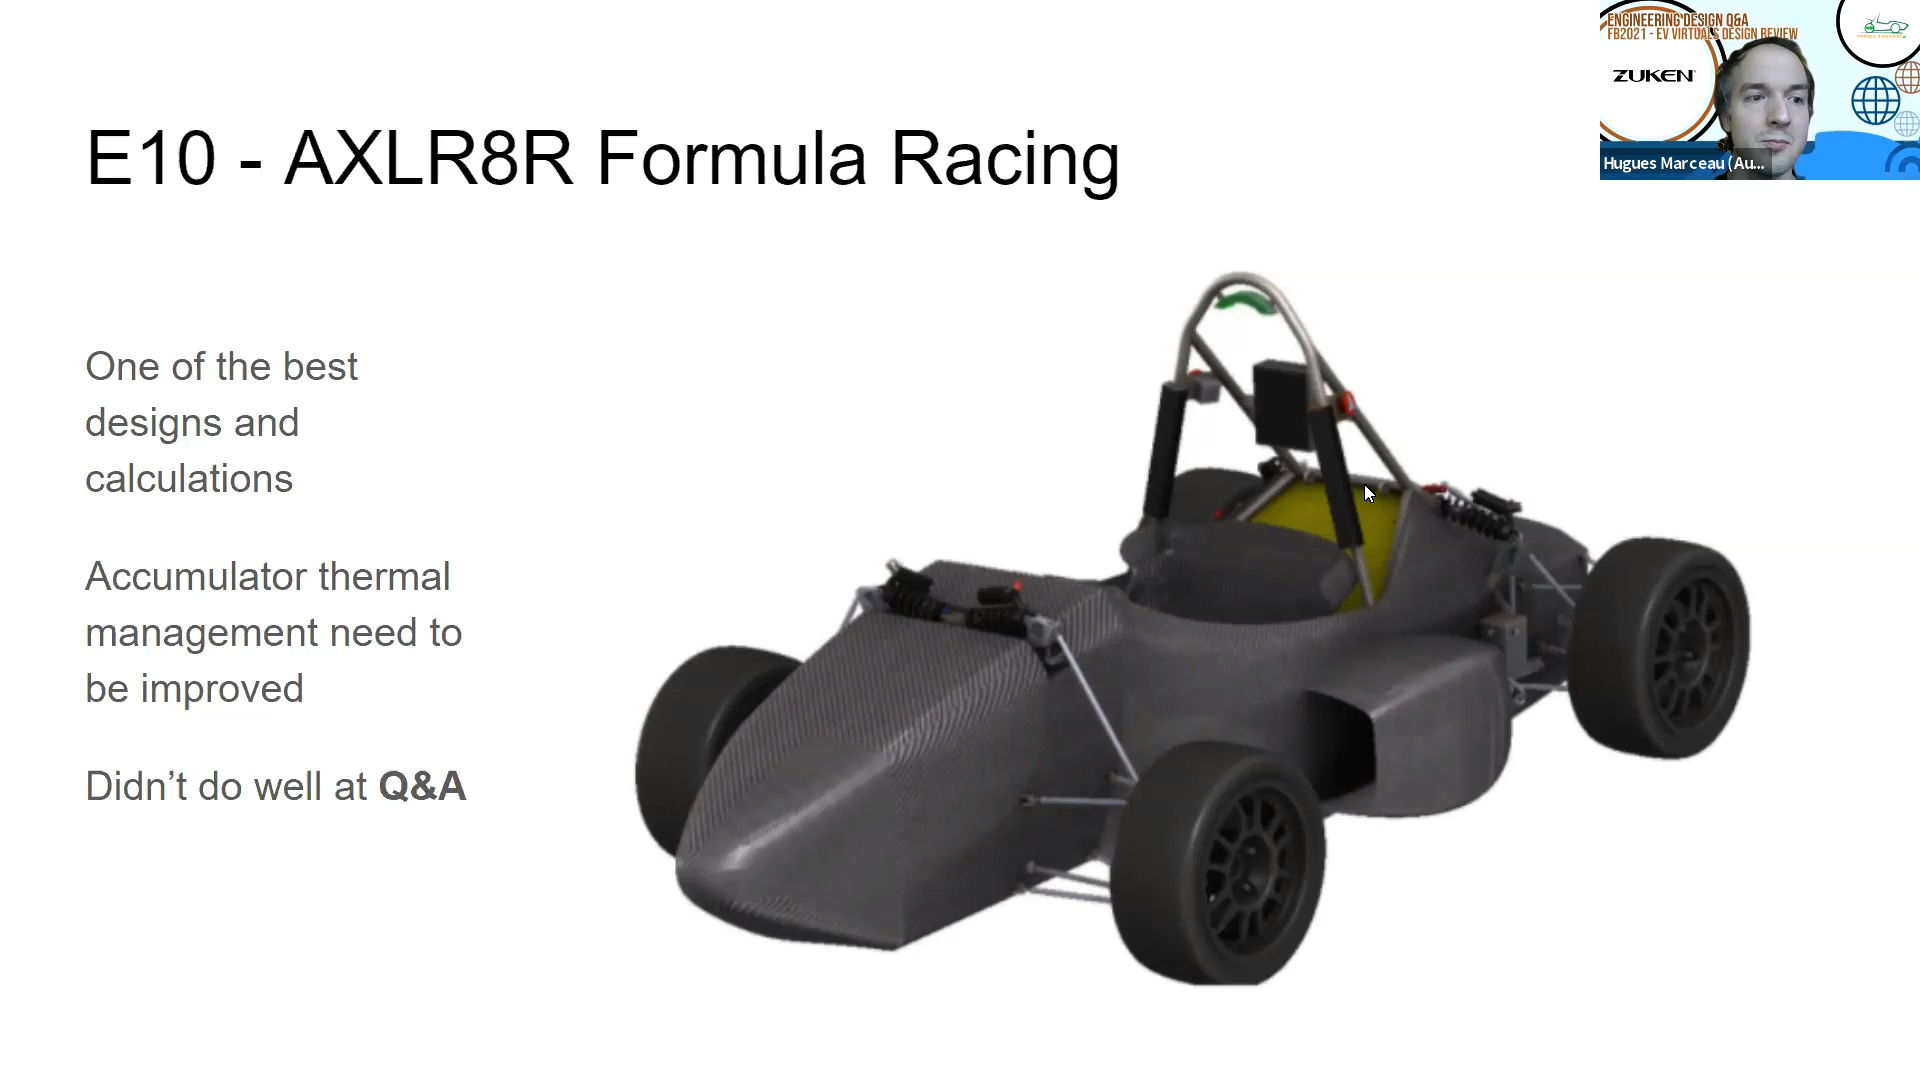 E10 - AXLR8R Formula Racing
One of the best
designs and
calculations
Accumulator thermal
management need to
be improved
Didn’t do well at Q&A
ENGINEERING DESIGN Q&A
FB2021 - EV VIRTUALS DESIGN REVIEW
ZUKEN
Hugues Marceau (Au...